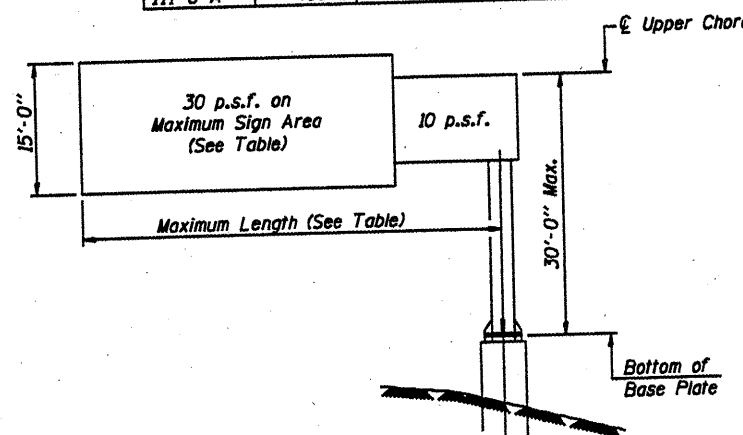 ℄ Upper Chord
15'-0"
30 p.s.f. on
Maximum Sign Area
(See Table)
10 p.s.f.
Maximum Length (See Table)
30'-0" Max.
Bottom of
Base Plate